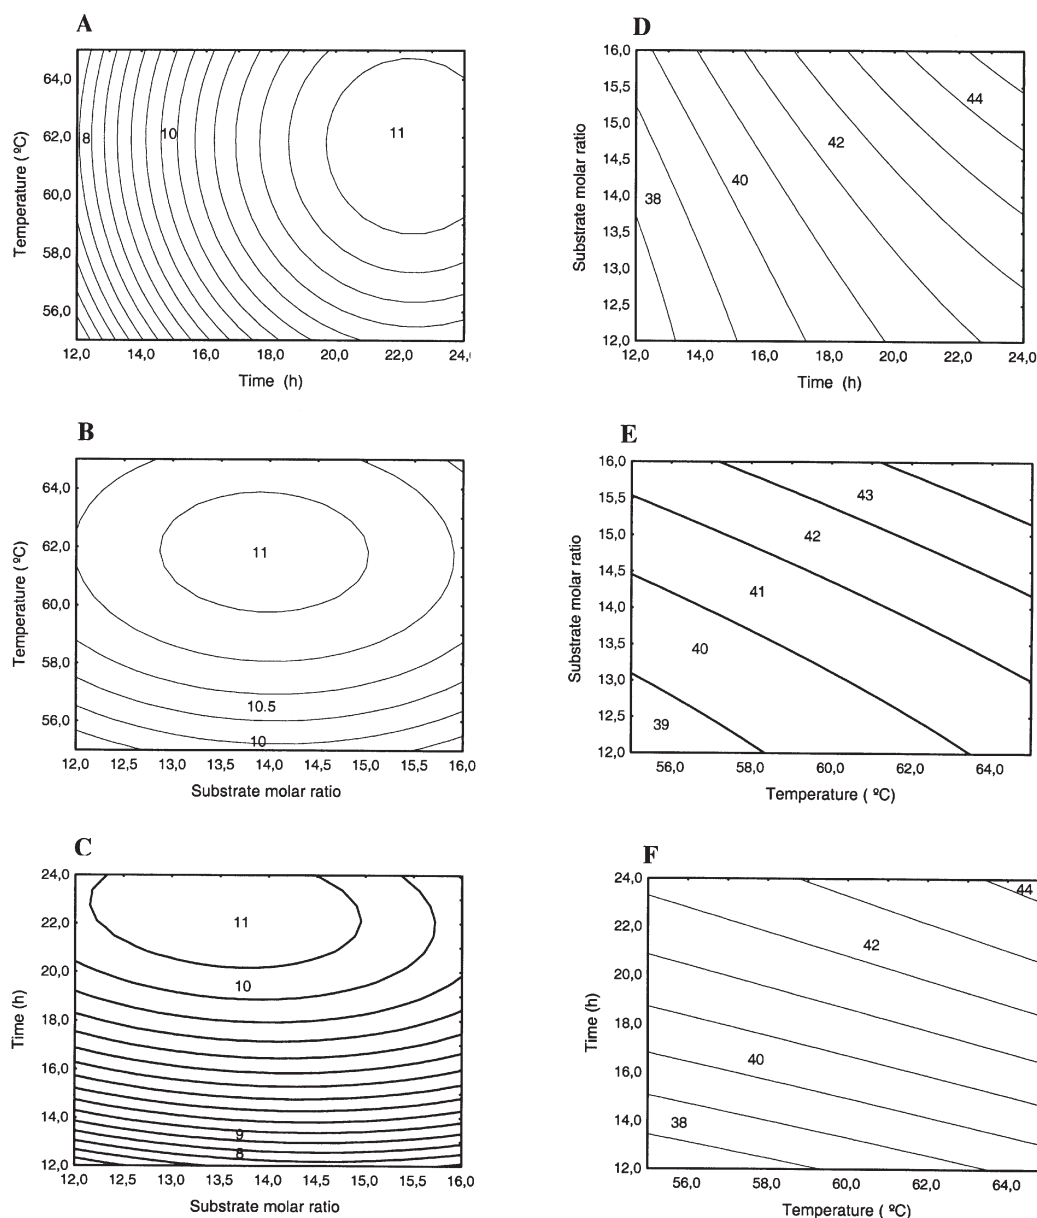 A
64,0
62,0
60,0
58,0
56,0
Temperature ( ºC)
8
10
11
12,0 14,0 16,0 18,0 20,0 22,0 24,0
Time (h)
D
16,0
15,5
15,0
14,5
14,0
13,5
13,0
12,5
12,0
Substrate molar ratio
38
40
42
44
12,0 14,0 16,0 18,0 20,0 22,0 24,0
Time (h)
B
64,0
62,0
60,0
58,0
56,0
Temperature ( ºC)
11
10.5
10
12,0 12,5 13,0 13,5 14,0 14,5 15,0 15,5 16,0
Substrate molar ratio
E
16,0
15,5
15,0
14,5
14,0
13,5
13,0
12,5
12,0
Substrate molar ratio
43
42
41
40
39
56,0 58,0 60,0 62,0 64,0
Temperature ( ºC)
C
24,0
22,0
20,0
18,0
16,0
14,0
12,0
Time (h)
11
10
9
8
12,0 12,5 13,0 13,5 14,0 14,5 15,0 15,5 16,0
Substrate molar ratio
F
24,0
22,0
20,0
18,0
16,0
14,0
12,0
Time (h)
44
42
40
38
56,0 58,0 60,0 62,0 64,0
Temperature ( ºC)